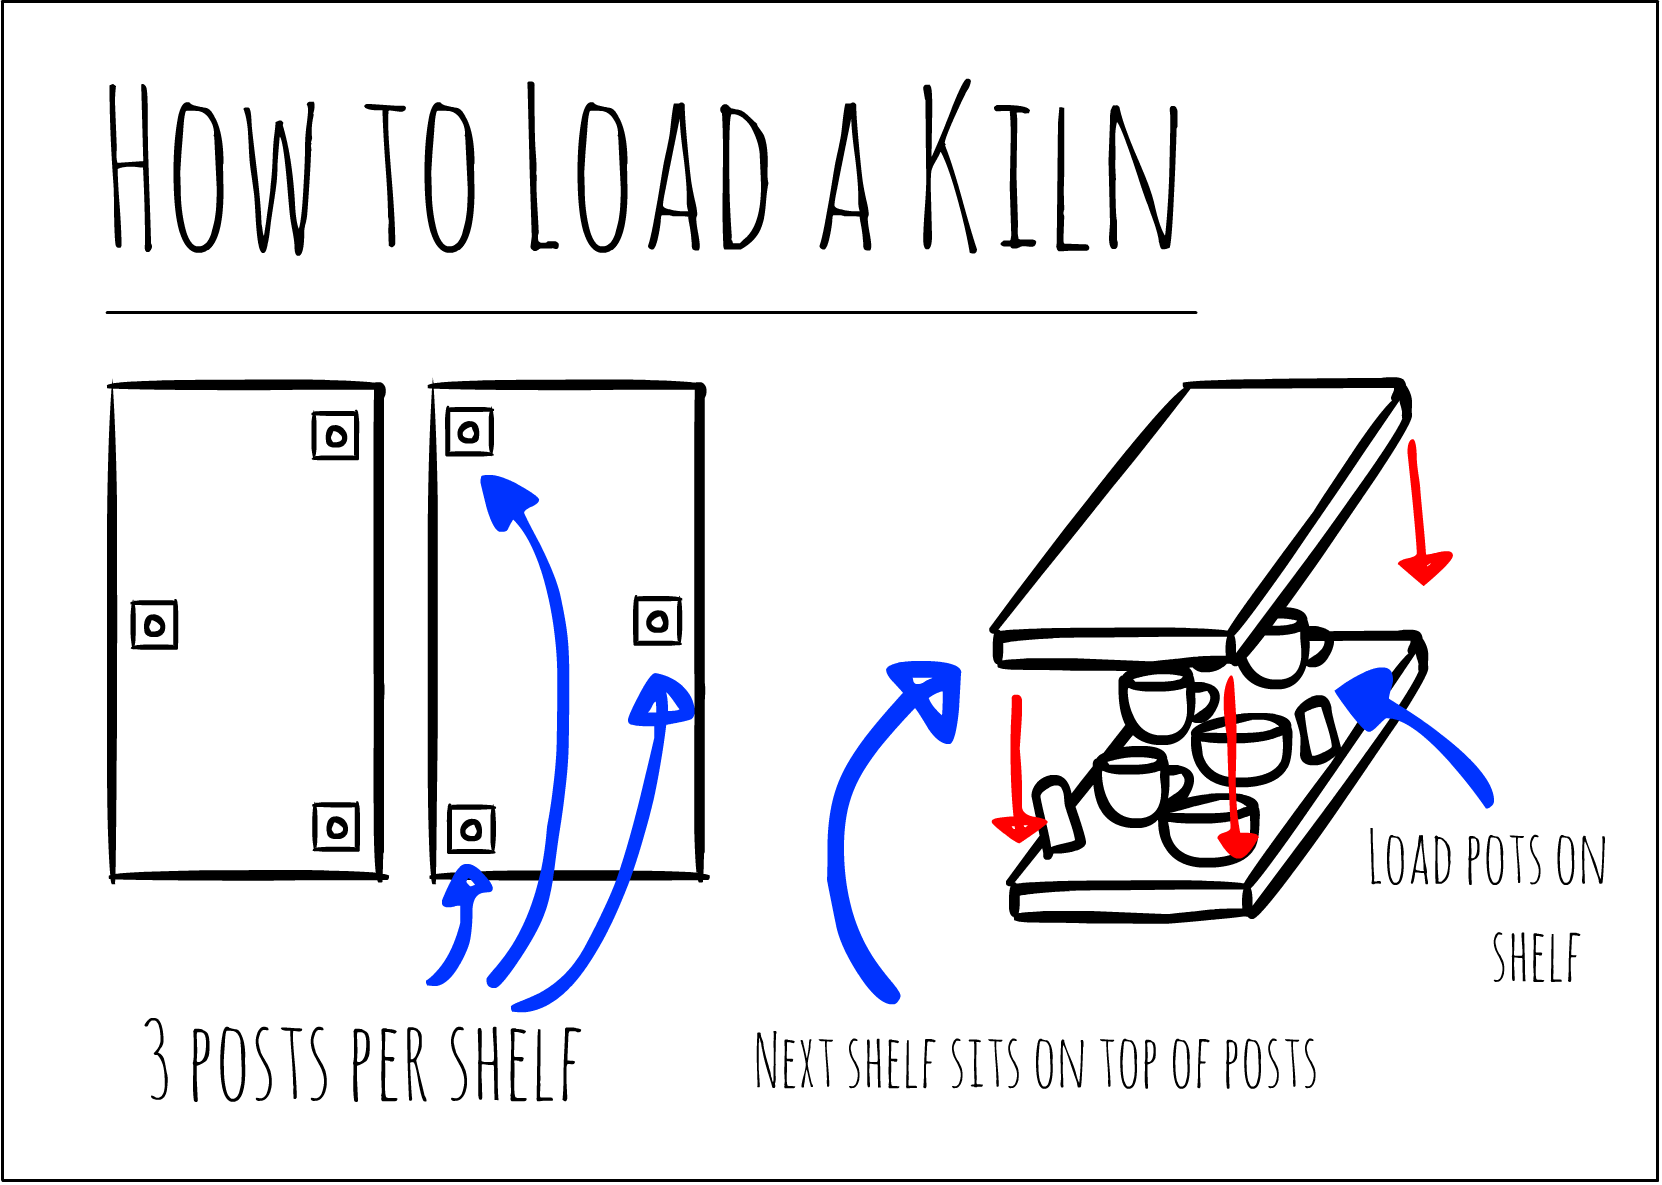 How to Load a Kiln
3 posts per shelf
Next shelf sits on top of posts
Load pots on
shelf